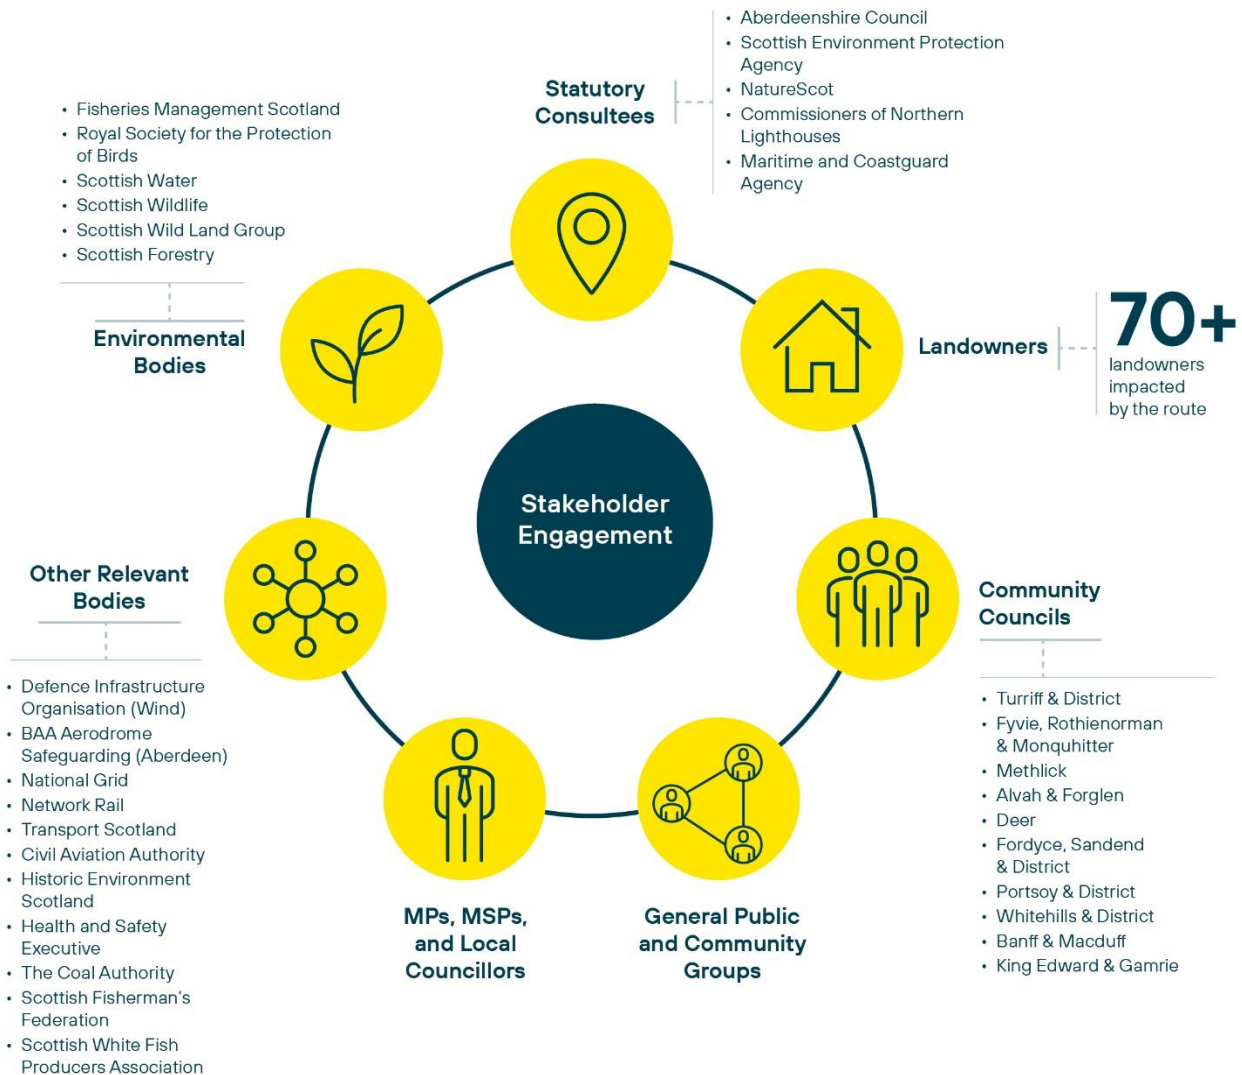 Statutory
Consultees
• Aberdeenshire Council
• Scottish Environment Protection
Agency
• NatureScot
• Commissioners of Northern
Lighthouses
• Maritime and Coastguard
Agency
• Fisheries Management Scotland
• Royal Society for the Protection
of Birds
• Scottish Water
• Scottish Wildlife
• Scottish Wild Land Group
• Scottish Forestry
Environmental
Bodies
Landowners
70+
landowners
impacted
by the route
Stakeholder
Engagement
Other Relevant
Bodies
• Defence Infrastructure
Organisation (Wind)
• BAA Aerodrome
Safeguarding (Aberdeen)
• National Grid
• Network Rail
• Transport Scotland
• Civil Aviation Authority
• Historic Environment
Scotland
• Health and Safety
Executive
• The Coal Authority
• Scottish Fisherman's
Federation
• Scottish White Fish
Producers Association
Community
Councils
• Turriff & District
• Fyvie, Rothienorman
& Monquhitter
• Methlick
• Alvah & Forglen
• Deer
• Fordyce, Sandend
& District
• Portsoy & District
• Whitehills & District
• Banff & Macduff
• King Edward & Gamrie
MPs, MSPs,
and Local
Councillors
General Public
and Community
Groups